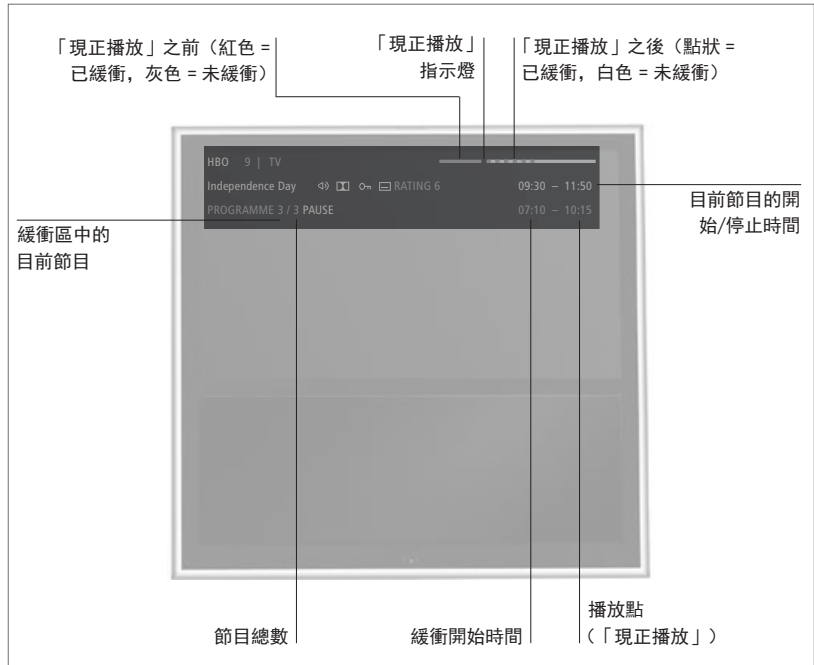 「現正播放」之前（紅色 =
已緩衝，灰色 = 未緩衝）
「現正播放」
指示燈
「現正播放」之後（點狀 =
已緩衝，白色 = 未緩衝）
HBO 9 | TV
Independence Day RATING 6 09:30 – 11:50
PROGRAMME 3 / 3 PAUSE 07:10 – 10:15
目前節目的開
始/停止時間
緩衝區中的
目前節目
節目總數
緩衝開始時間
播放點
（「現正播放」）